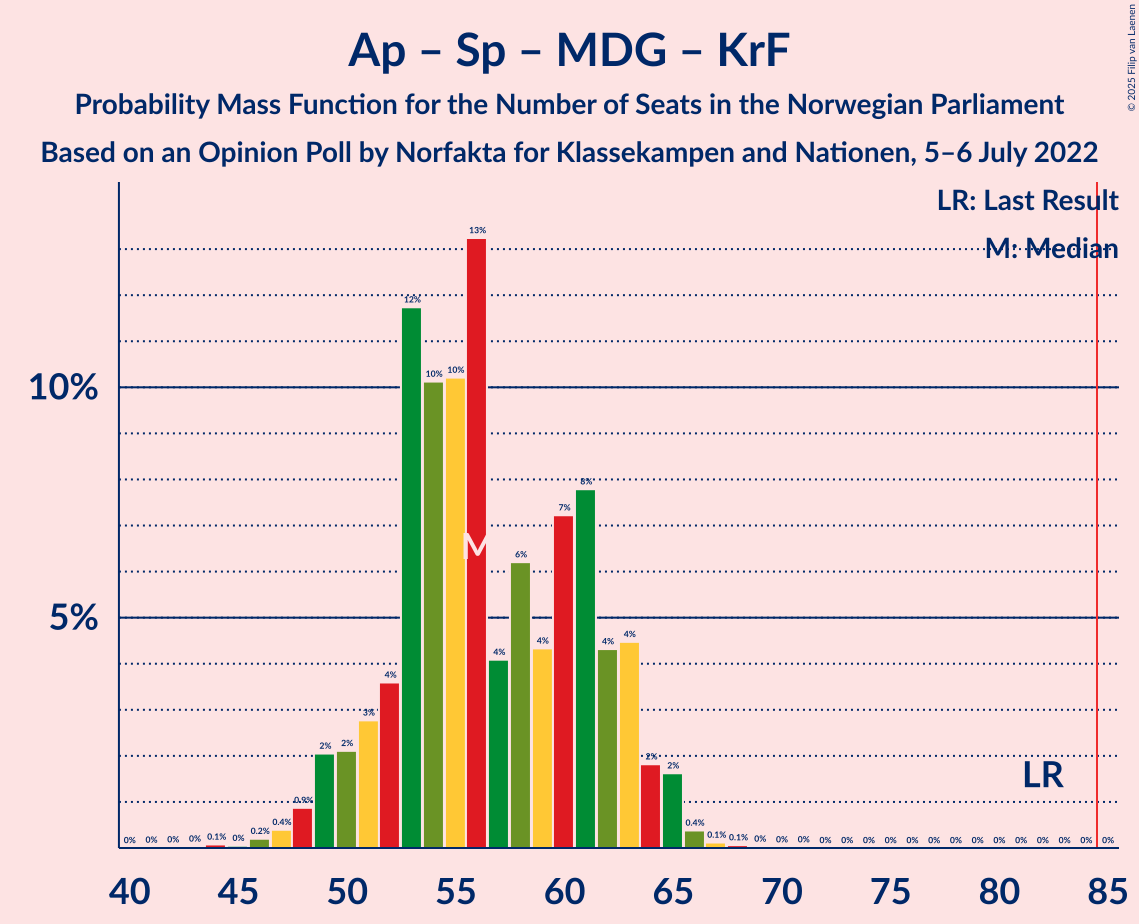 Ap – Sp – MDG – KrF
Probability Mass Function for the Number of Seats in the Norwegian Parliament
Based on an Opinion Poll by Norfakta for Klassekampen and Nationen, 5–6 July 2022
© 2025 Filip van Laenen
LR: Last Result
M: Median
10%
5%
0% 0% 0% 0% 0.1% 0% 0.2% 0.4% 0.9% 2% 2% 3% 4% 12% 10% 10% 13% 4% 6% 4% 7% 8% 4% 4% 2% 2% 0.4% 0.1% 0.1% 0% 0% 0% 0% 0% 0% 0% 0% 0% 0% 0% 0% 0% 0% 0% 0% 0%
M
LR
40 45 50 55 60 65 70 75 80 85